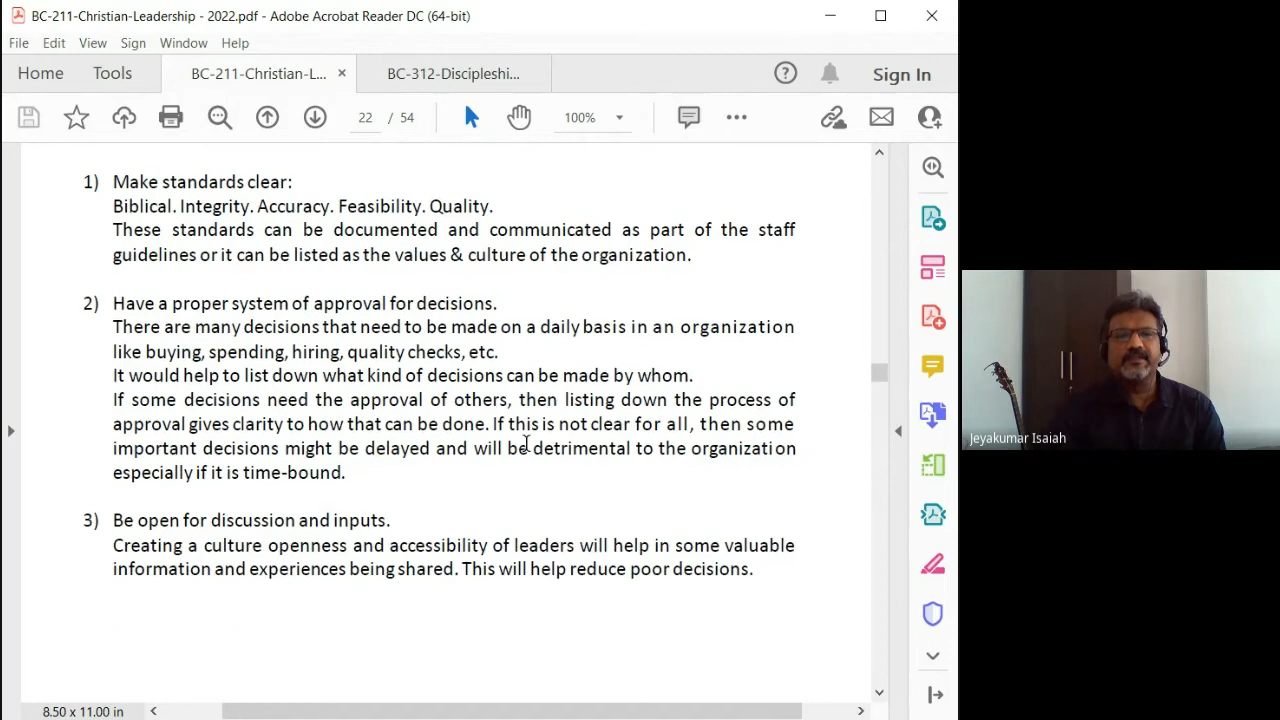 BC-211-Christian-Leadership - 2022.pdf - Adobe Acrobat Reader DC (64-bit)
File Edit View Sign Window Help
Home Tools BC-211-Christian-L... × BC-312-Discipleshi... Sign In
22 / 54 100%
1) Make standards clear:
Biblical. Integrity. Accuracy. Feasibility. Quality.
These standards can be documented and communicated as part of the staff
guidelines or it can be listed as the values & culture of the organization.
2) Have a proper system of approval for decisions.
There are many decisions that need to be made on a daily basis in an organization
like buying, spending, hiring, quality checks, etc.
It would help to list down what kind of decisions can be made by whom.
If some decisions need the approval of others, then listing down the process of
approval gives clarity to how that can be done. If this is not clear for all, then some
important decisions might be delayed and will be detrimental to the organization
especially if it is time-bound.
3) Be open for discussion and inputs.
Creating a culture openness and accessibility of leaders will help in some valuable
information and experiences being shared. This will help reduce poor decisions.
Jeyakumar Isaiah
8.50 x 11.00 in